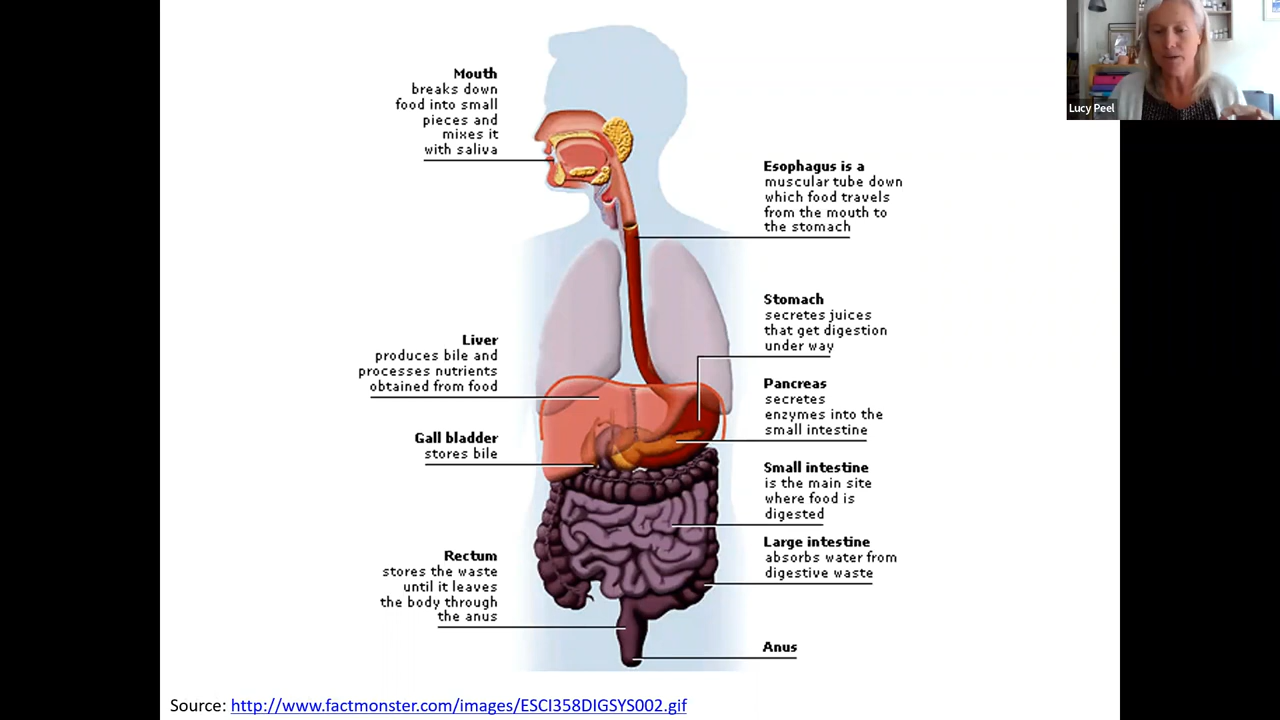 Mouth
breaks down
food into small
pieces and
mixes it
with saliva
Liver
produces bile and
processes nutrients
obtained from food
Gall bladder
stores bile
Rectum
stores the waste
until it leaves
the body through
the anus
Esophagus is a
muscular tube down
which food travels
from the mouth to
the stomach
Stomach
secretes juices
that get digestion
under way
Pancreas
secretes
enzymes into the
small intestine
Small intestine
is the main site
where food is
digested
Large intestine
absorbs water from
digestive waste
Anus
Source: http://www.factmonster.com/images/ESCI358DIGSYS002.gif
Lucy Peel